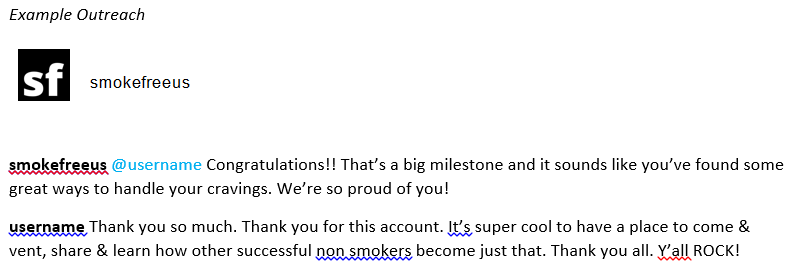 Example Outreach
sf
smokefreeus
smokefreeus @username Congratulations!! That’s a big milestone and it sounds like you’ve found some
great ways to handle your cravings. We’re so proud of you!
username Thank you so much. Thank you for this account. It’s super cool to have a place to come &
vent, share & learn how other successful non smokers become just that. Thank you all. Y’all ROCK!